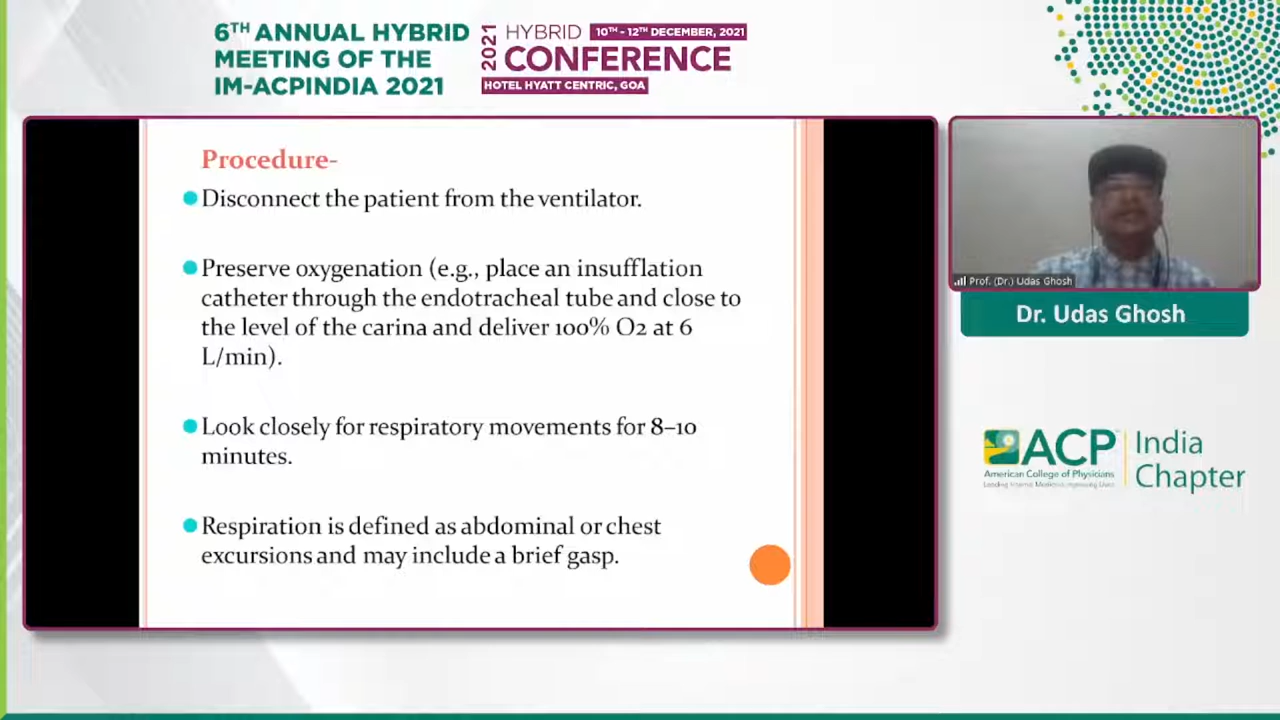 6TH ANNUAL HYBRID
MEETING OF THE
IM-ACPINDIA 2021
2021
HYBRID 10TH - 12TH DECEMBER, 2021
CONFERENCE
HOTEL HYATT CENTRIC, GOA
Procedure-
Disconnect the patient from the ventilator.
Preserve oxygenation (e.g., place an insufflation
catheter through the endotracheal tube and close to
the level of the carina and deliver 100% O2 at 6
L/min).
Look closely for respiratory movements for 8–10
minutes.
Respiration is defined as abdominal or chest
excursions and may include a brief gasp.
Prof. (Dr.) Udas Ghosh
Dr. Udas Ghosh
ACP
American College of Physicians
Leading Internal Medicine, Improving Lives
India
Chapter